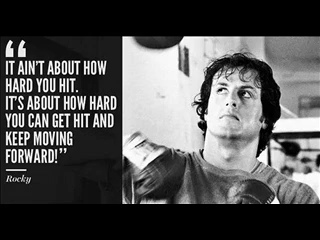 “
IT AIN’T ABOUT HOW
HARD YOU HIT.
IT’S ABOUT HOW HARD
YOU CAN GET HIT AND
KEEP MOVING
FORWARD!”
Rocky